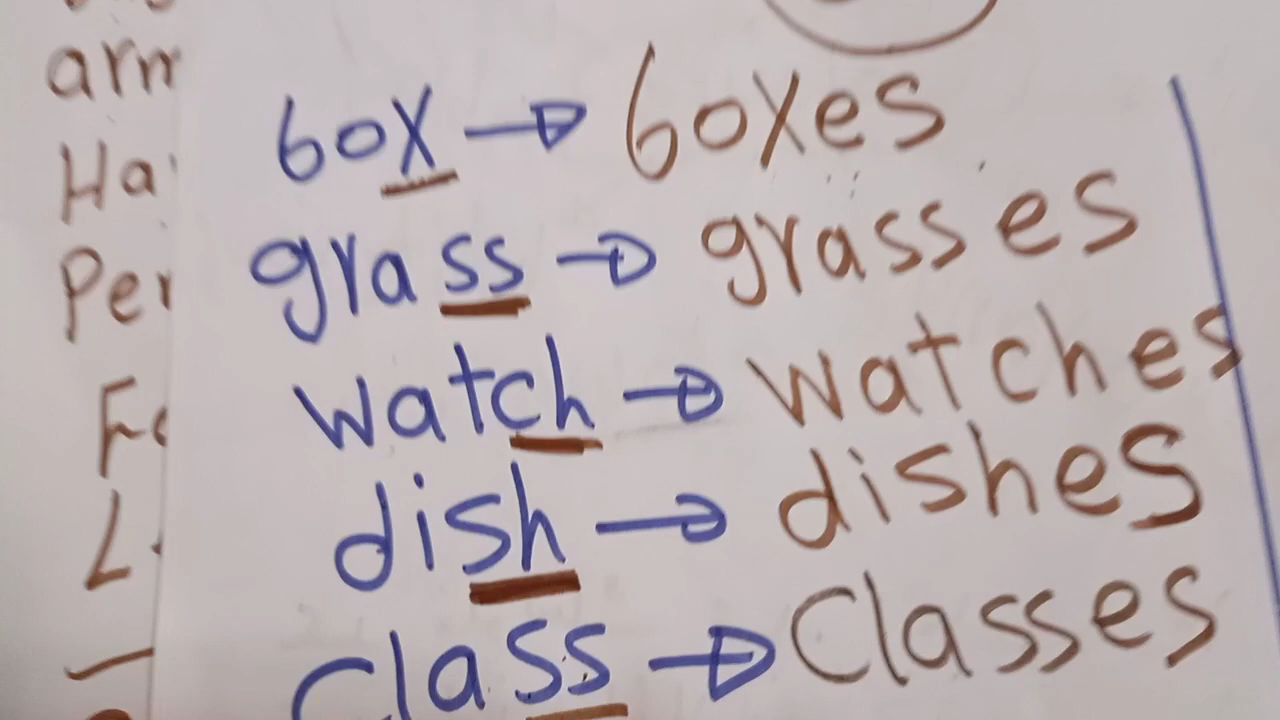 box → boxes
grass → grasses
watch → watches
dish → dishes
class → Classes